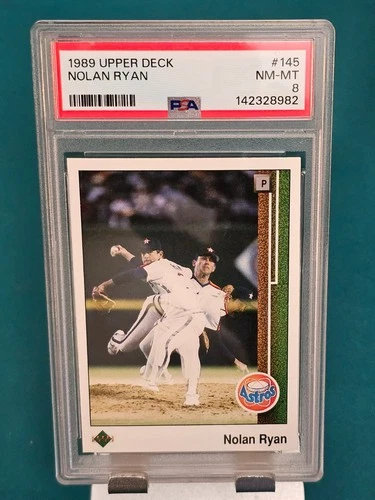 1989 UPPER DECK #145
NOLAN RYAN NM-MT
8
PSA 142328982
P
Astros
Nolan Ryan